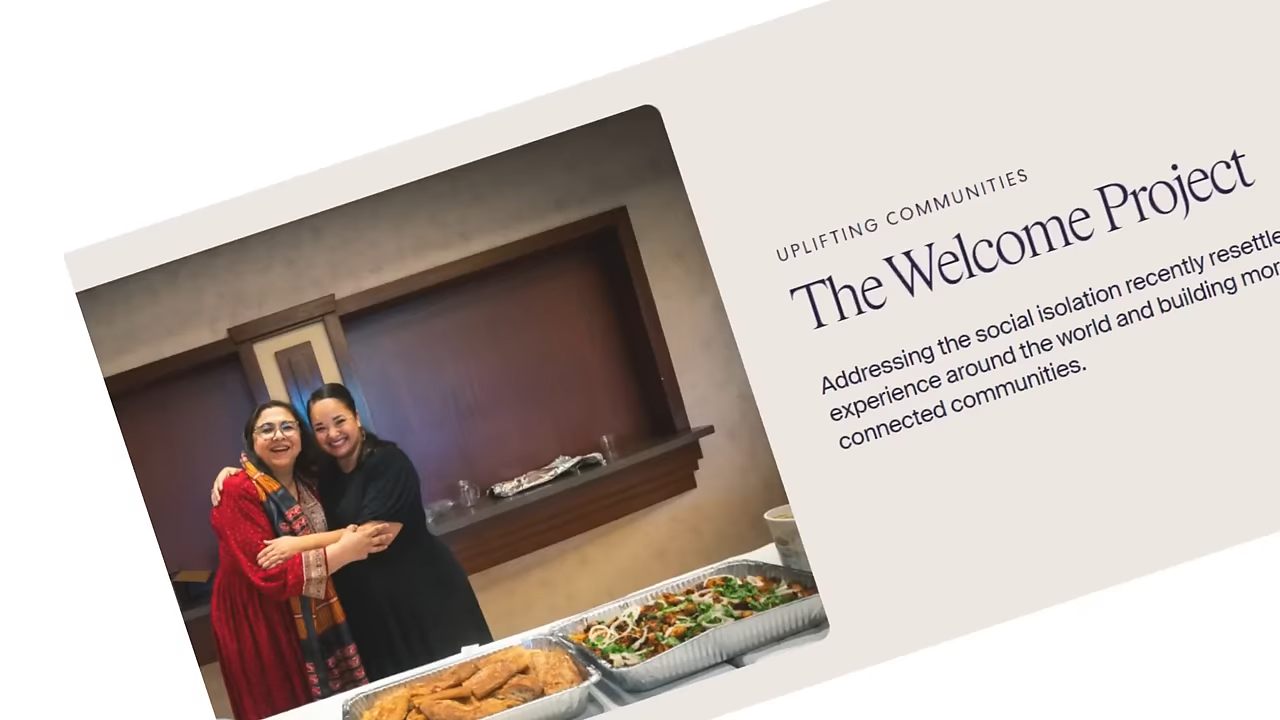 UPLIFTING COMMUNITIES
The Welcome Project
Addressing the social isolation recently
experience around the world and building
connected communities.